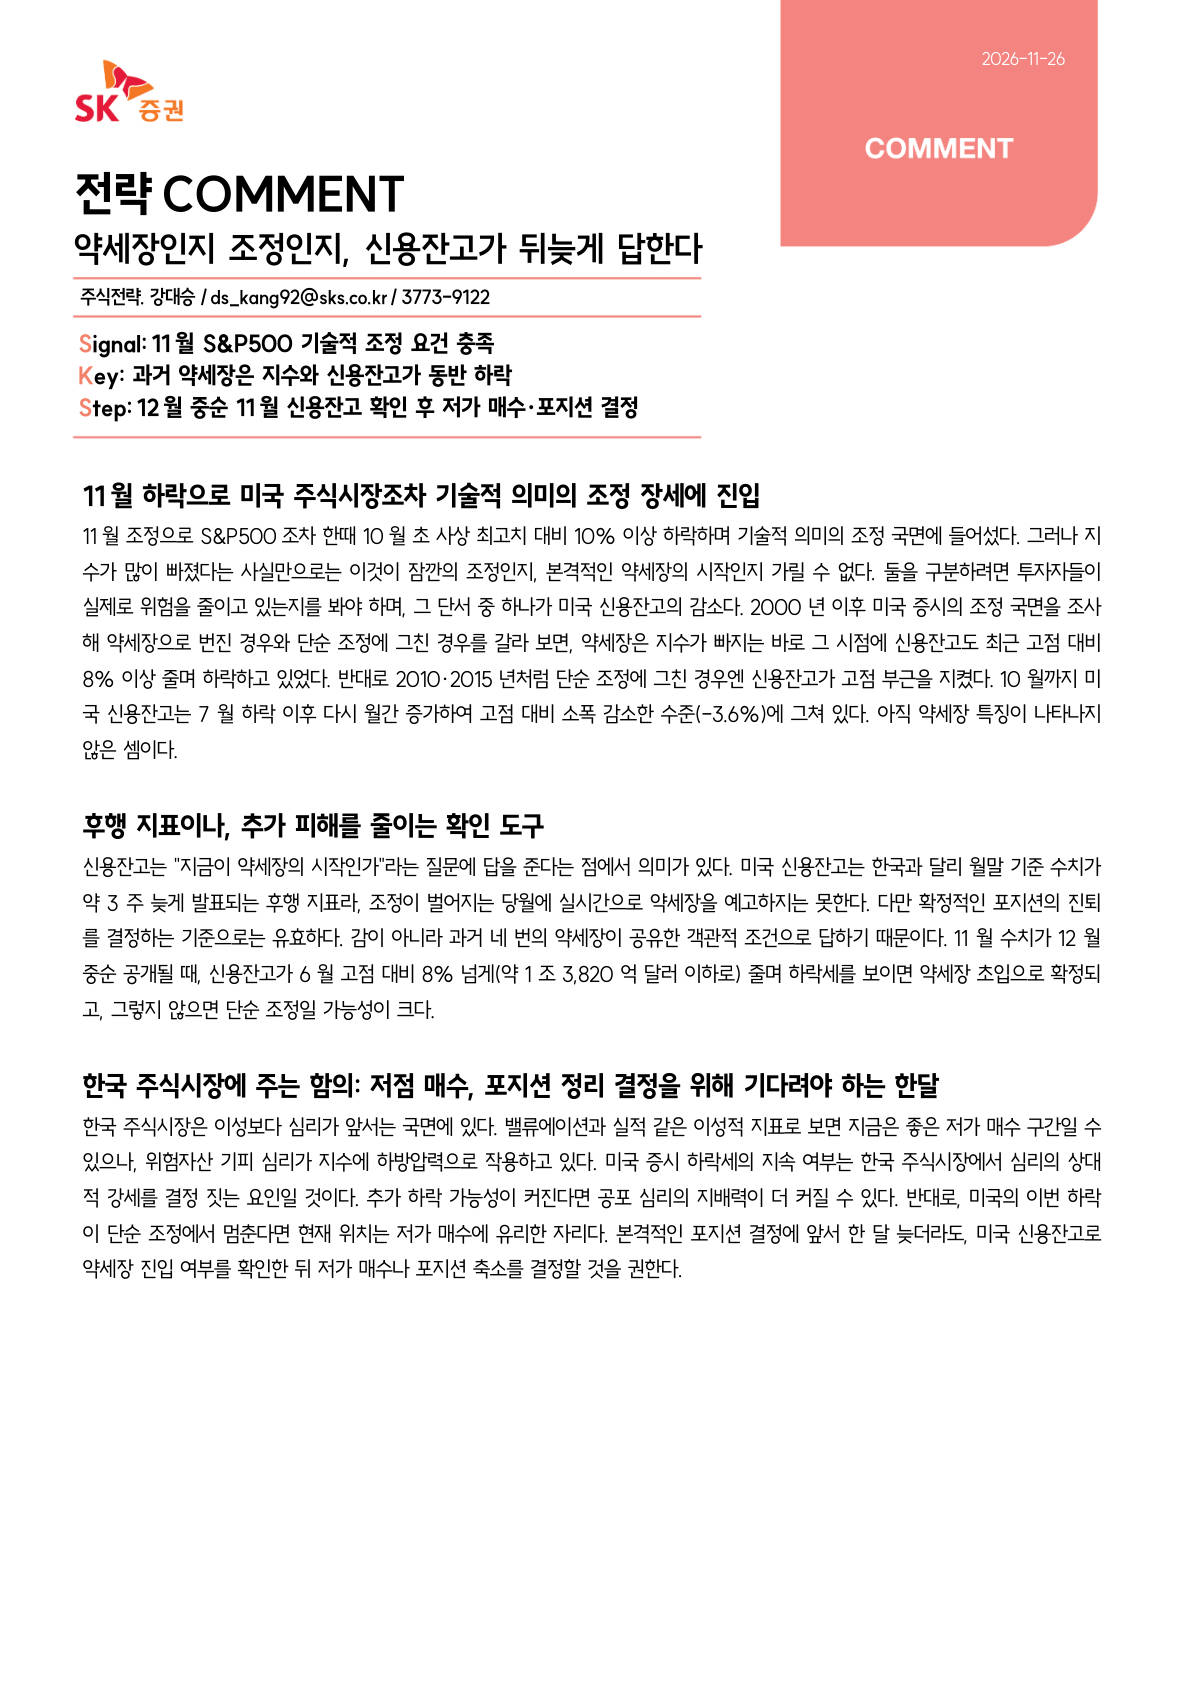 2026-11-26
SK증권
COMMENT
전략 COMMENT
약세장인지 조정인지, 신용잔고가 뒤늦게 답한다
주식전략. 강대승 / ds_kang92@sks.co.kr / 3773-9122
Signal: 11월 S&P500 기술적 조정 요건 충족
Key: 과거 약세장은 지수와 신용잔고가 동반 하락
Step: 12월 중순 11월 신용잔고 확인 후 저가 매수·포지션 결정
11월 하락으로 미국 주식시장조차 기술적 의미의 조정 장세에 진입
11월 조정으로 S&P500 조차 한때 10월 초 사상 최고치 대비 10% 이상 하락하며 기술적 의미의 조정 국면에 들어섰다. 그러나 지
수가 많이 빠졌다는 사실만으로는 이것이 잠깐의 조정인지, 본격적인 약세장의 시작인지 가릴 수 없다. 둘을 구분하려면 투자자들이
실제로 위험을 줄이고 있는지를 봐야 하며, 그 단서 중 하나가 미국 신용잔고의 감소다. 2000 년 이후 미국 증시의 조정 국면을 조사
해 약세장으로 번진 경우와 단순 조정에 그친 경우를 갈라 보면, 약세장은 지수가 빠지는 바로 그 시점에 신용잔고도 최근 고점 대비
8% 이상 줄며 하락하고 있었다. 반대로 2010·2015 년처럼 단순 조정에 그친 경우엔 신용잔고가 고점 부근을 지켰다. 10 월까지 미
국 신용잔고는 7 월 하락 이후 다시 월간 증가하여 고점 대비 소폭 감소한 수준(-3.6%)에 그쳐 있다. 아직 약세장 특징이 나타나지
않은 셈이다.
후행 지표이나, 추가 피해를 줄이는 확인 도구
신용잔고는 "지금이 약세장의 시작인가"라는 질문에 답을 준다는 점에서 의미가 있다. 미국 신용잔고는 한국과 달리 월말 기준 수치가
약 3 주 늦게 발표되는 후행 지표라, 조정이 벌어지는 당월에 실시간으로 약세장을 예고하지는 못한다. 다만 확정적인 포지션의 진퇴
를 결정하는 기준으로는 유효하다. 감이 아니라 과거 네 번의 약세장이 공유한 객관적 조건으로 답하기 때문이다. 11 월 수치가 12 월
중순 공개될 때, 신용잔고가 6 월 고점 대비 8% 넘게(약 1 조 3,820 억 달러 이하로) 줄며 하락세를 보이면 약세장 초입으로 확정되
고, 그렇지 않으면 단순 조정일 가능성이 크다.
한국 주식시장에 주는 함의: 저점 매수, 포지션 정리 결정을 위해 기다려야 하는 한달
한국 주식시장은 이성보다 심리가 앞서는 국면에 있다. 밸류에이션과 실적 같은 이성적 지표로 보면 지금은 좋은 저가 매수 구간일 수
있으나, 위험자산 기피 심리가 지수에 하방압력으로 작용하고 있다. 미국 증시 하락세의 지속 여부는 한국 주식시장에서 심리의 상대
적 강세를 결정 짓는 요인일 것이다. 추가 하락 가능성이 커진다면 공포 심리의 지배력이 더 커질 수 있다. 반대로, 미국의 이번 하락
이 단순 조정에서 멈춘다면 현재 위치는 저가 매수에 유리한 자리다. 본격적인 포지션 결정에 앞서 한 달 늦더라도, 미국 신용잔고로
약세장 진입 여부를 확인한 뒤 저가 매수나 포지션 축소를 결정할 것을 권한다.